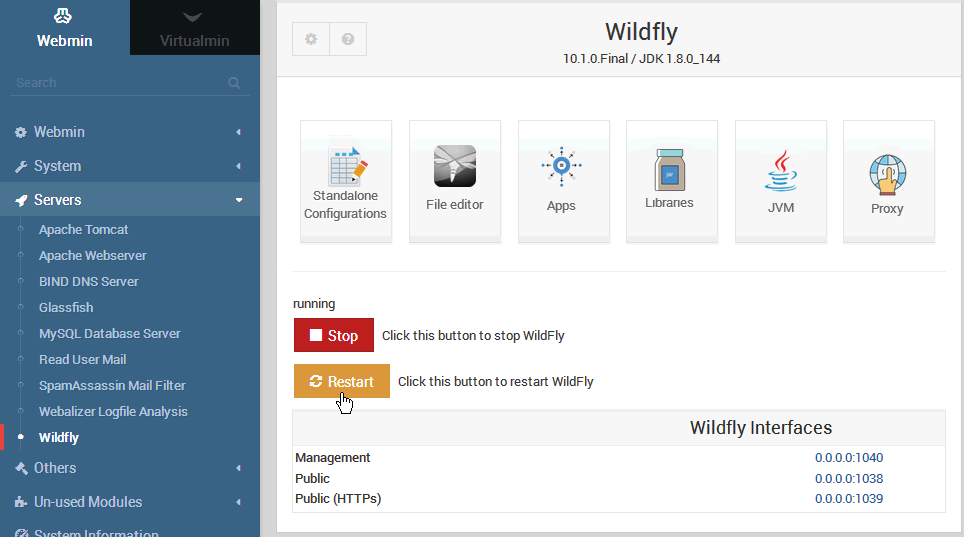 Webmin
Virtualmin
Search
Webmin
System
Servers
Apache Tomcat
Apache Webserver
BIND DNS Server
Glassfish
MySQL Database Server
Read User Mail
SpamAssassin Mail Filter
Webalizer Logfile Analysis
Wildfly
Others
Un-used Modules
System Information
Wildfly
10.1.0.Final / JDK 1.8.0_144
Standalone
Configurations
File editor
Apps
Libraries
JVM
Proxy
running
Stop Click this button to stop WildFly
Restart Click this button to restart WildFly
Wildfly Interfaces
Management 0.0.0.0:1040
Public 0.0.0.0:1038
Public (HTTPs) 0.0.0.0:1039